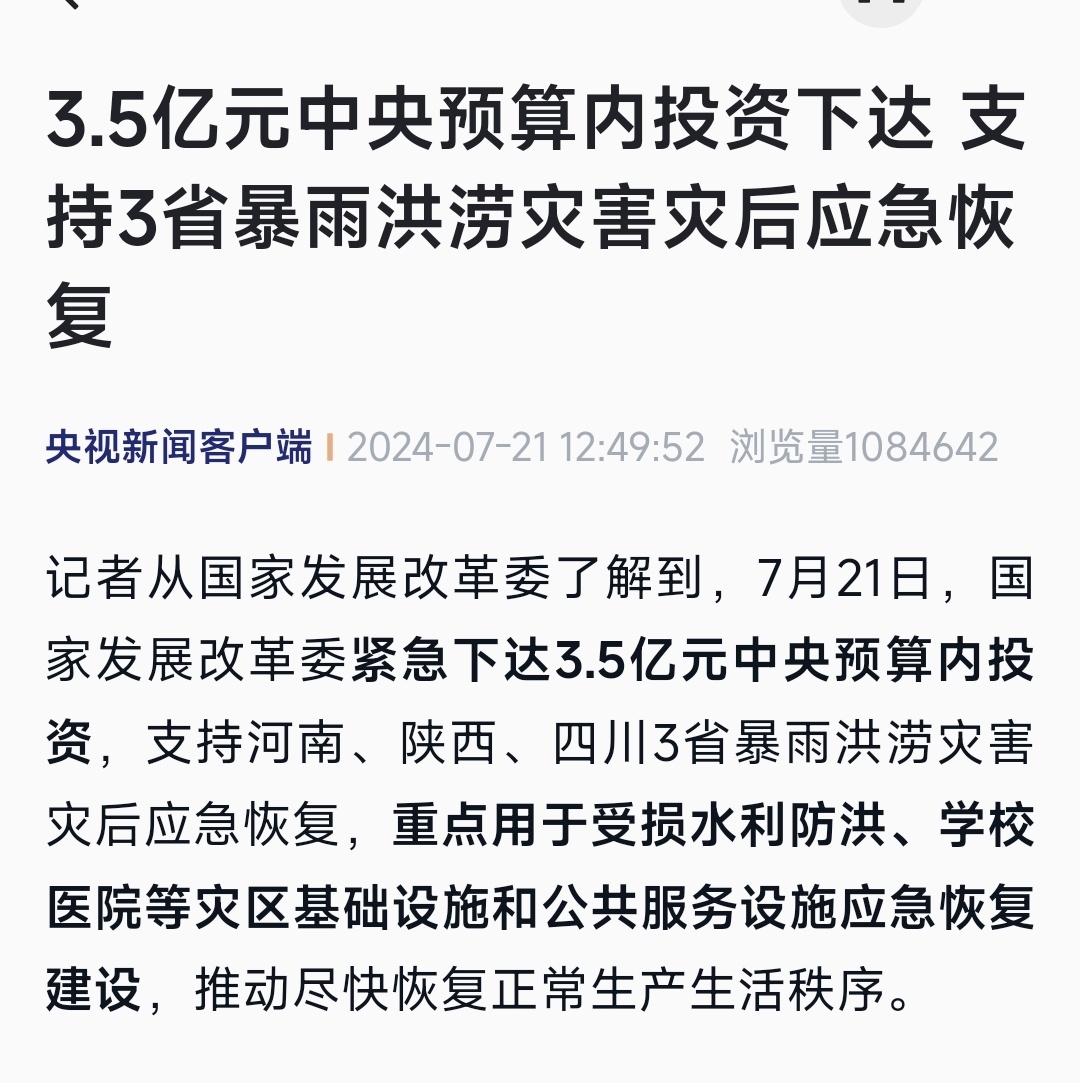 3.5亿元中央预算内投资下达 支
持3省暴雨洪涝灾害灾后应急恢
复
央视新闻客户端 2024-07-21 12:49:52 浏览量1084642
记者从国家发展改革委了解到，7月21日，国
家发展改革委紧急下达3.5亿元中央预算内投
资，支持河南、陕西、四川3省暴雨洪涝灾害
灾后应急恢复，重点用于受损水利防洪、学校
医院等灾区基础设施和公共服务设施应急恢复
建设，推动尽快恢复正常生产生活秩序。